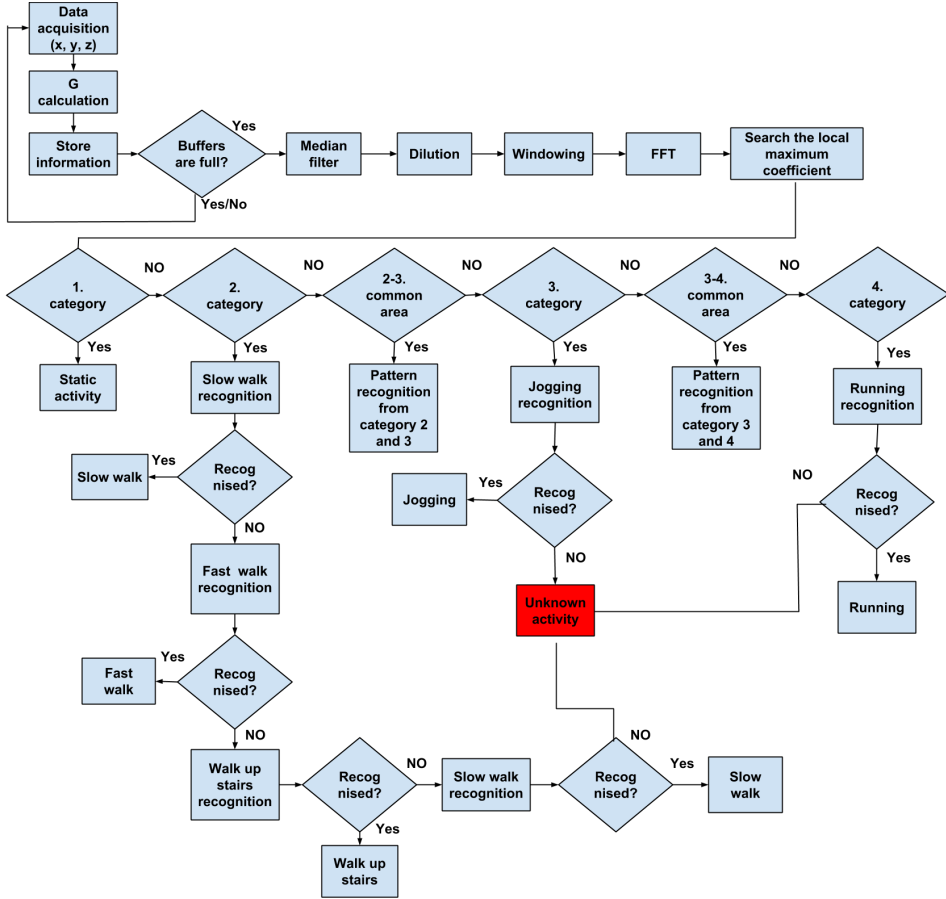 Data
acquisition
(x, y, z)
G
calculation
Store
information
Buffers
are full?
Yes
Yes/No
Median
filter
Dilution
Windowing
FFT
Search the local
maximum
coefficient
1.
category
NO
2.
category
NO
2-3.
common
area
NO
3.
category
NO
3-4.
common
area
NO
4.
category
Yes
Yes
Yes
Yes
Yes
Yes
Static
activity
Slow walk
recognition
Pattern
recognition
from
category 2
and 3
Jogging
recognition
Pattern
recognition
from
category 3
and 4
Running
recognition
Slow walk
Yes
Recog
nised?
NO
Jogging
Yes
Recog
nised?
NO
NO
Recog
nised?
Yes
Running
Fast walk
recognition
Unknown
activity
Fast
walk
Yes
Recog
nised?
NO
Walk up
stairs
recognition
Recog
nised?
NO
Yes
Walk up
stairs
Slow walk
recognition
Recog
nised?
NO
Yes
Slow
walk